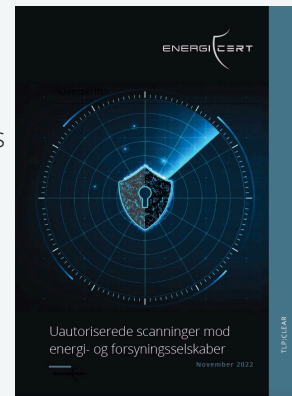 ENERGICERT
Uautoriserede scanninger mod
energi- og forsyningsselskaber
November 2022
TLP:CLEAR